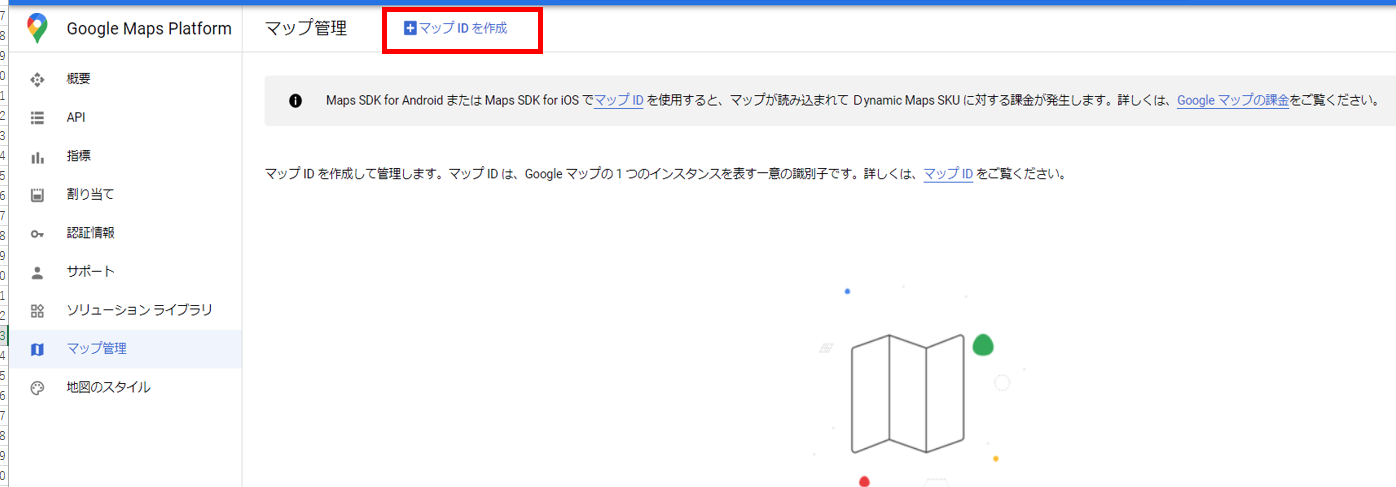 Google Maps Platform
マップ管理
マップ ID を作成
概要
API
指標
割り当て
認証情報
サポート
ソリューション ライブラリ
マップ管理
地図のスタイル
Maps SDK for Android または Maps SDK for iOS でマップ ID を使用すると、マップが読み込まれて Dynamic Maps SKU に対する課金が発生します。詳しくは、Google マップの課金をご覧ください。
マップ ID を作成して管理します。マップ ID は、Google マップの 1 つのインスタンスを表す一意の識別子です。詳しくは、マップ ID をご覧ください。